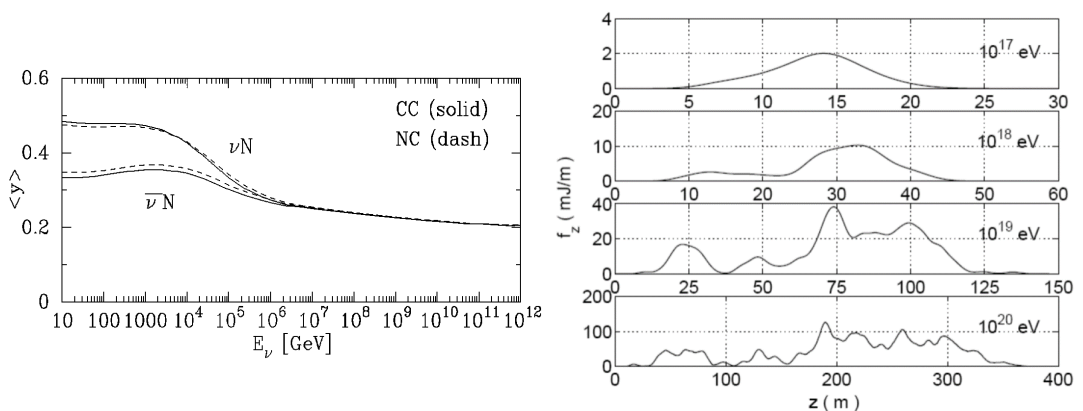 0.6
0.4
0.2
0
<y>
CC (solid)
NC (dash)
νN
ν̅N
10 100 1000 10⁴ 10⁵ 10⁶ 10⁷ 10⁸ 10⁹ 10¹⁰ 10¹¹ 10¹²
E_ν [GeV]
4
2
0
10¹⁷ eV
0 5 10 15 20 25 30
20
10
0
10¹⁸ eV
0 10 20 30 40 50 60
40
20
0
10¹⁹ eV
0 25 50 75 100 125 150
200
100
0
10²⁰ eV
0 100 200 300 400
f_z ( mJ/m )
z ( m )